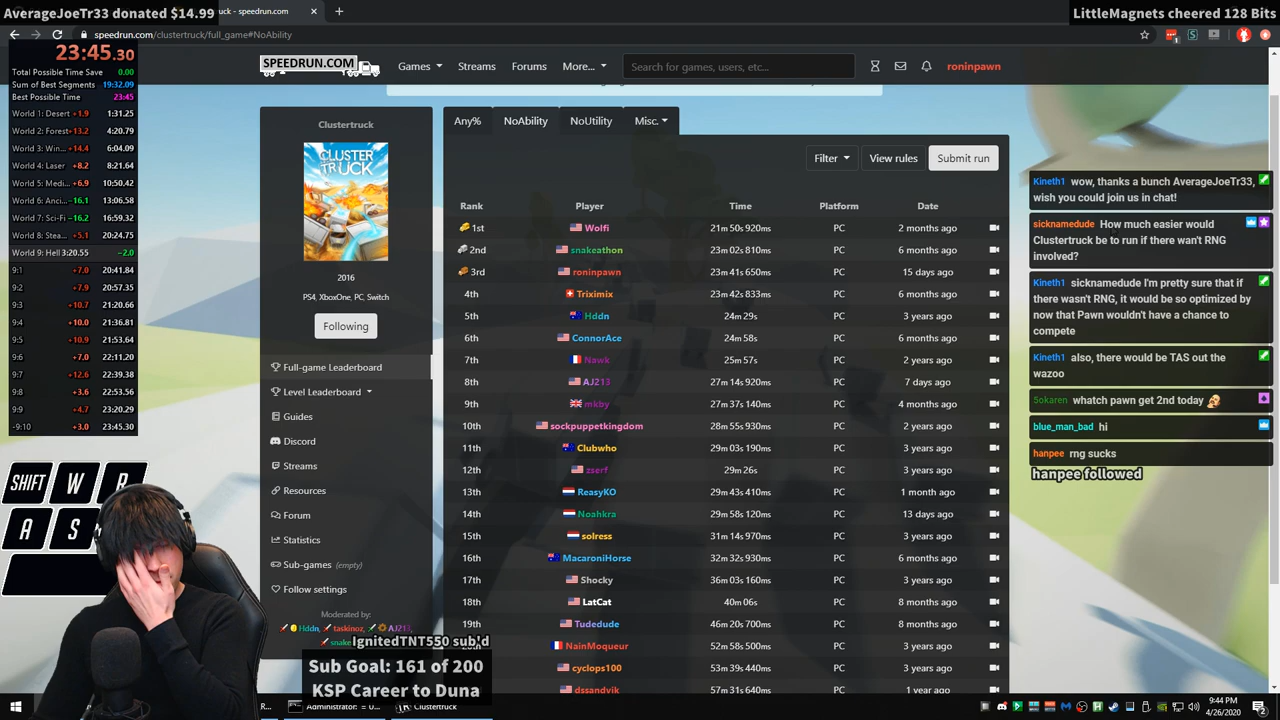 AverageJoeTr33 donated $14.99
LittleMagnets cheered 128 Bits
speedrun.com/clustertruck/full_game#NoAbility
23:45.30
Total Possible Time Save 0.00
Sum of Best Segments 19:32.09
Best Possible Time 23:45
World 1: Desert +1.9 1:31.25
World 2: Forest +13.2 4:20.79
World 3: Win... +14.4 6:04.09
World 4: Laser +8.2 8:21.64
World 5: Medi... +6.9 10:50.42
World 6: Anci... -16.1 13:06.58
World 7: Sci-Fi -16.2 16:59.32
World 8: Stea... +5.1 20:24.75
World 9: Hell 3:20.55 -2.0
9:1 +7.0 20:41.84
9:2 +7.9 20:57.35
9:3 +10.7 21:20.66
9:4 +10.0 21:36.81
9:5 +10.9 21:53.64
9:6 +7.0 22:11.20
9:7 +12.6 22:39.38
9:8 +3.6 22:53.56
9:9 +4.7 23:20.29
-9:10 +3.0 23:45.30
SHIFT W R
A S
SPEEDRUN.COM
Games Streams Forums More...
Search for games, users, etc...
roninpawn
Clustertruck
CLUSTER TRUCK
2016
PS4, XboxOne, PC, Switch
Following
Full-game Leaderboard
Level Leaderboard
Guides
Discord
Streams
Resources
Forum
Statistics
Sub-games (empty)
Follow settings
Moderated by:
Hddn, taskinoz, AJ213,
IgnitedTNT550 sub'd
Sub Goal: 161 of 200
KSP Career to Duna
Any% NoAbility NoUtility Misc.
Filter View rules Submit run
Rank Player Time Platform Date
1st Wolfi 21m 50s 920ms PC 2 months ago
2nd snakeathon 23m 02s 810ms PC 6 months ago
3rd roninpawn 23m 41s 650ms PC 15 days ago
4th Triximix 23m 42s 833ms PC 6 months ago
5th Hddn 24m 29s PC 3 years ago
6th ConnorAce 24m 58s PC 6 months ago
7th Nawk 25m 57s PC 2 years ago
8th AJ213 27m 14s 920ms PC 7 days ago
9th mkby 27m 37s 140ms PC 4 months ago
10th sockpuppetkingdom 28m 55s 930ms PC 2 years ago
11th Clubwho 29m 03s 190ms PC 3 years ago
12th zserf 29m 26s PC 3 years ago
13th ReasyKO 29m 43s 410ms PC 1 month ago
14th Noahkra 29m 58s 120ms PC 13 days ago
15th solress 31m 14s 970ms PC 3 years ago
16th MacaroniHorse 32m 32s 930ms PC 6 months ago
17th Shocky 36m 03s 160ms PC 3 years ago
18th LatCat 40m 06s PC 8 months ago
19th Tudedude 46m 20s 700ms PC 8 months ago
NainMoqueur 52m 58s 500ms PC 3 years ago
cyclops100 53m 39s 440ms PC 3 years ago
dssandvik 57m 31s 640ms PC 1 year ago
Kineth1 wow, thanks a bunch AverageJoeTr33,
wish you could join us in chat!
sicknamedude How much easier would
Clustertruck be to run if there wan't RNG
involved?
Kineth1 sicknamedude I'm pretty sure that if
there wasn't RNG, it would be so optimized by
now that Pawn wouldn't have a chance to
compete
Kineth1 also, there would be TAS out the
wazoo
5okaren whatch pawn get 2nd today
blue_man_bad hi
hanpee rng sucks
hanpee followed
Clustertruck
9:44 PM
4/26/2020